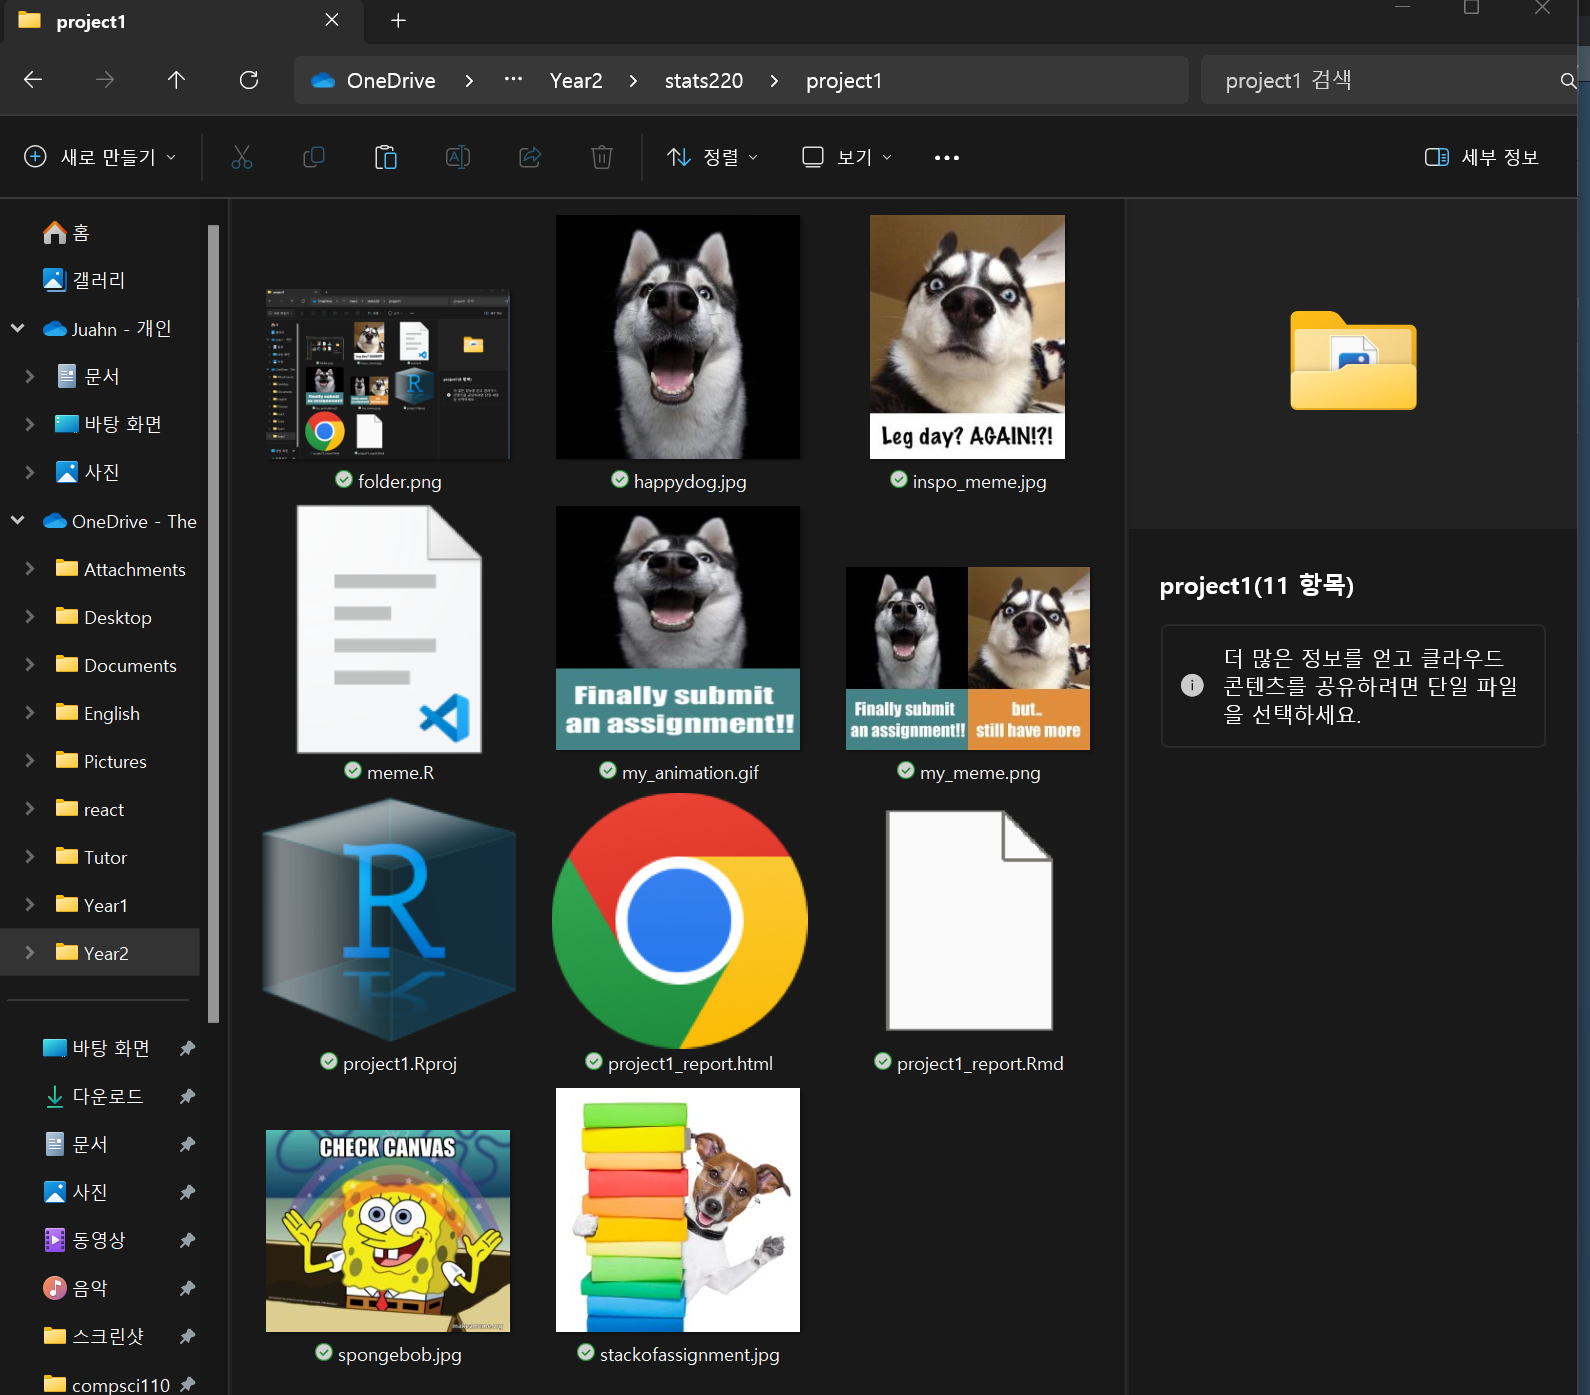 project1
OneDrive > ··· Year2 > stats220 > project1
project1 검색
새로 만들기
정렬
보기
세부 정보
홈
갤러리
Juahn - 개인
문서
바탕 화면
사진
OneDrive - The
Attachments
Desktop
Documents
English
Pictures
react
Tutor
Year1
Year2
바탕 화면
다운로드
문서
사진
동영상
음악
스크린샷
compsci110
folder.png
happydog.jpg
Leg day? AGAIN!?!
inspo_meme.jpg
meme.R
Finally submit
an assignment!!
my_animation.gif
Finally submit
an assignment!!
but..
still have more
my_meme.png
R
project1.Rproj
project1_report.html
project1_report.Rmd
CHECK CANVAS
spongebob.jpg
stackofassignment.jpg
project1(11 항목)
더 많은 정보를 얻고 클라우드
콘텐츠를 공유하려면 단일 파일
을 선택하세요.